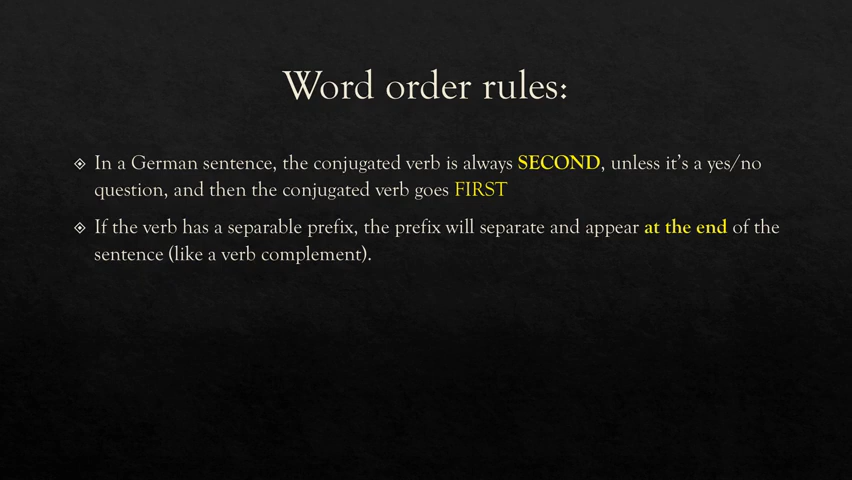 Word order rules:
In a German sentence, the conjugated verb is always SECOND, unless it's a yes/no
question, and then the conjugated verb goes FIRST
If the verb has a separable prefix, the prefix will separate and appear at the end of the
sentence (like a verb complement).